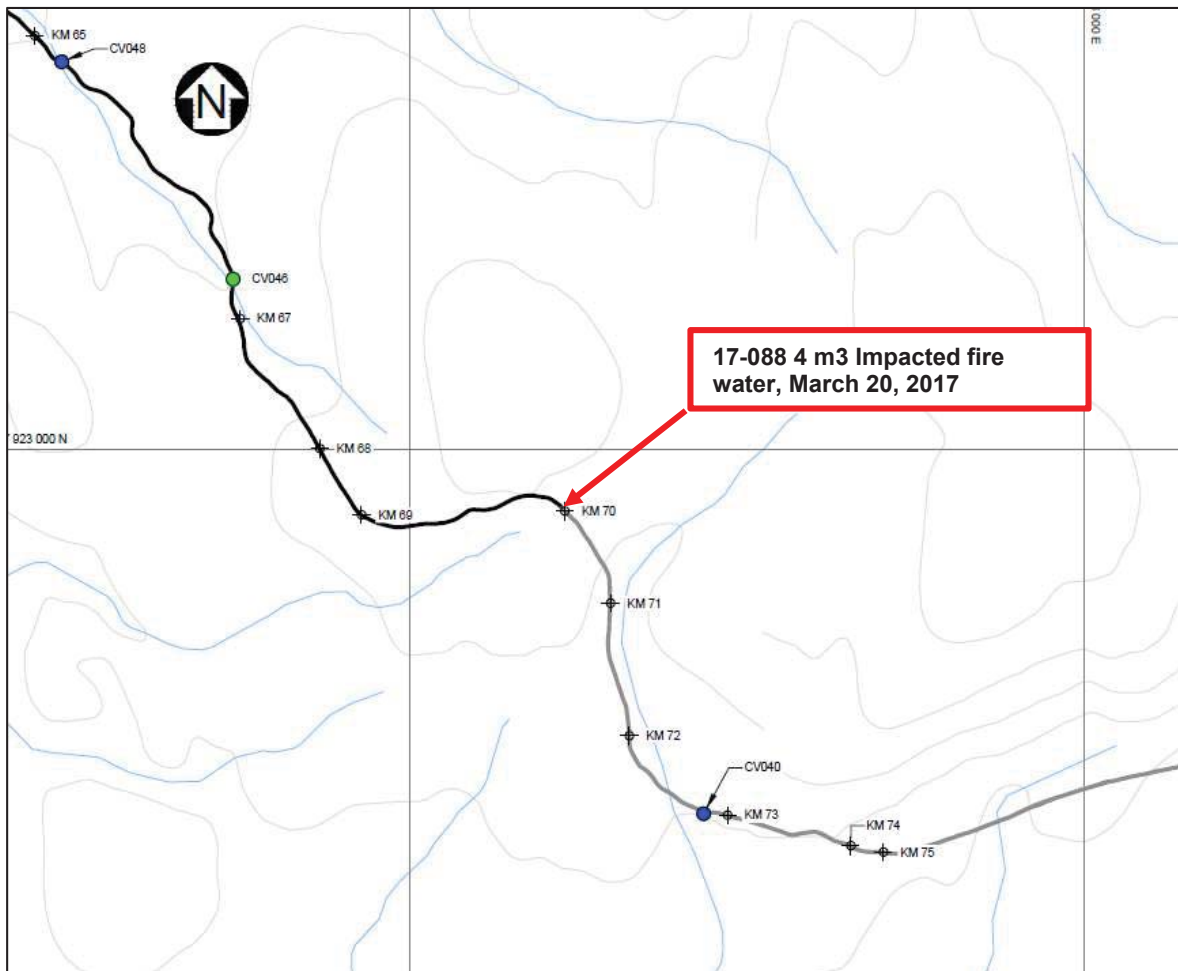 KM 65
CV048
000 E
N
CV046
KM 67
17-088 4 m3 Impacted fire
water, March 20, 2017
923 000 N
KM 68
KM 69
KM 70
KM 71
KM 72
CV040
KM 73
KM 74
KM 75